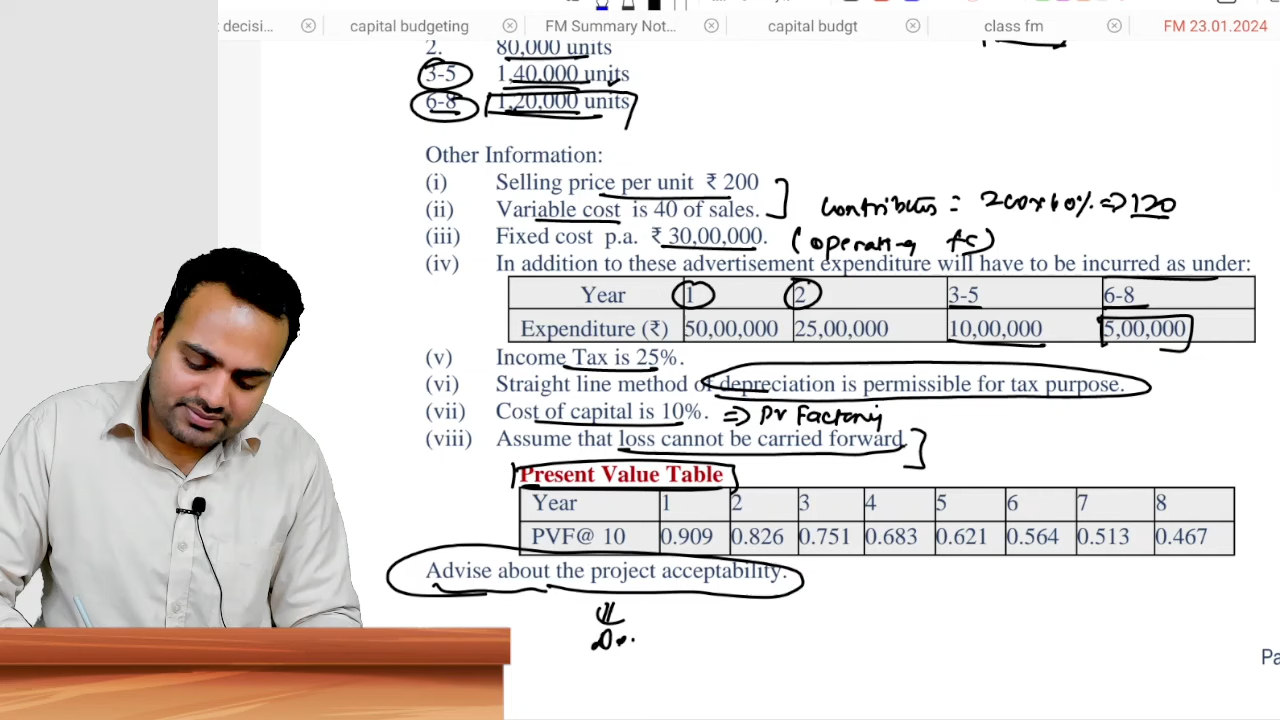 decisi...
capital budgeting
FM Summary Not...
capital budgt
class fm
FM 23.01.2024
2. 80,000 units
3-5 1,40,000 units
6-8 1,20,000 units
Other Information:
(i) Selling price per unit ₹ 200
(ii) Variable cost is 40 of sales.
= 200x60% => 120
(iii) Fixed cost p.a. ₹ 30,00,000. (operating fc)
(iv) In addition to these advertisement expenditure will have to be incurred as under:
Year 1 2 3-5 6-8
Expenditure (₹) 50,00,000 25,00,000 10,00,000 5,00,000
(v) Income Tax is 25%.
(vi) Straight line method of depreciation is permissible for tax purpose.
(vii) Cost of capital is 10%. => PV
(viii) Assume that loss cannot be carried forward
Present Value Table
Year 1 2 3 4 5 6 7 8
PVF@ 10 0.909 0.826 0.751 0.683 0.621 0.564 0.513 0.467
Advise about the project acceptability.
Pa